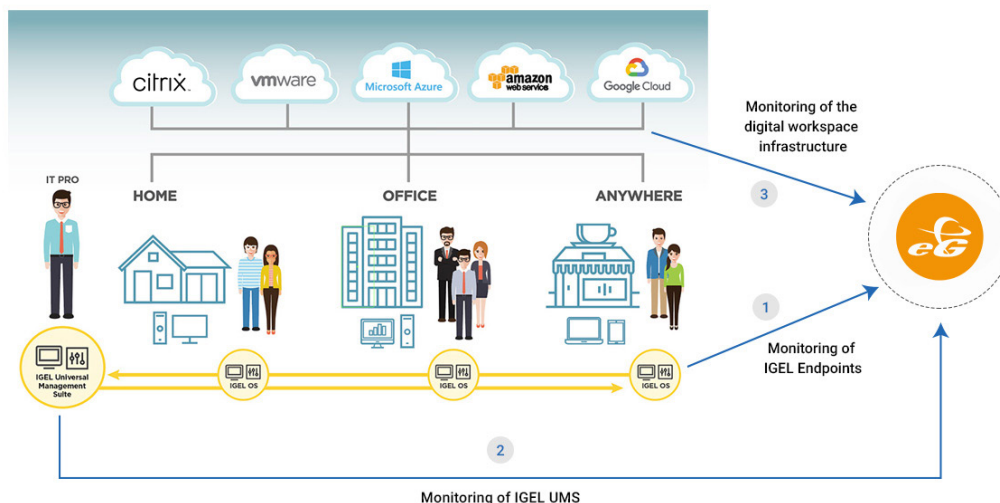 citrix
vmware
Microsoft Azure
amazon
web service
Google Cloud
Monitoring of the
digital workspace
infrastructure
IT PRO
HOME
OFFICE
ANYWHERE
3
eG
1
Monitoring of
IGEL Endpoints
IGEL Universal
Management
Suite
IGEL OS
IGEL OS
IGEL OS
2
Monitoring of IGEL UMS